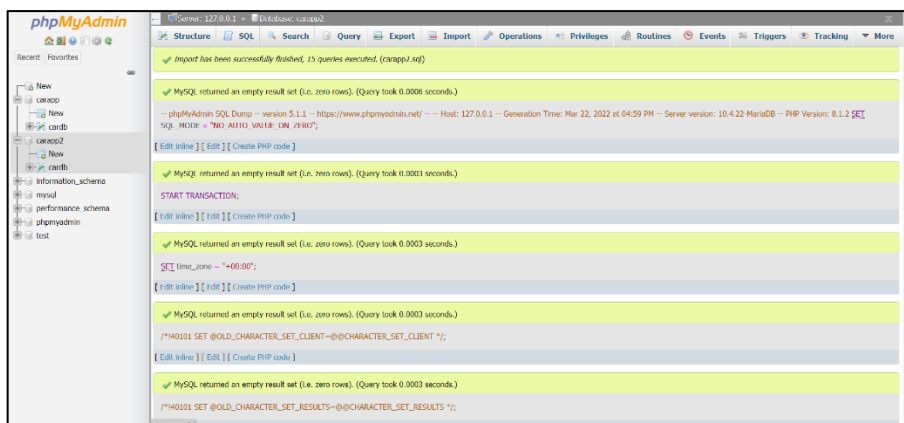 phpMyAdmin
Server: 127.0.0.1 » Database: carapp2
Structure SQL Search Query Export Import Operations Privileges Routines Events Triggers Tracking More
Recent Favorites
New
carapp
New
cardb
carapp2
New
cardb
information_schema
mysql
performance_schema
phpmyadmin
test
Import has been successfully finished, 15 queries executed. (carapp2.sql)
MySQL returned an empty result set (i.e. zero rows). (Query took 0.0006 seconds.)
-- phpMyAdmin SQL Dump -- version 5.1.1 -- https://www.phpmyadmin.net/ -- -- Host: 127.0.0.1 -- Generation Time: Mar 22, 2022 at 04:59 PM -- Server version: 10.4.22-MariaDB -- PHP Version: 8.1.2 SET
SQL_MODE = "NO_AUTO_VALUE_ON_ZERO";
[ Edit inline ] [ Edit ] [ Create PHP code ]
MySQL returned an empty result set (i.e. zero rows). (Query took 0.0003 seconds.)
START TRANSACTION;
[ Edit inline ] [ Edit ] [ Create PHP code ]
MySQL returned an empty result set (i.e. zero rows). (Query took 0.0003 seconds.)
SET time_zone = "+00:00";
[ Edit inline ] [ Edit ] [ Create PHP code ]
MySQL returned an empty result set (i.e. zero rows). (Query took 0.0003 seconds.)
/*!40101 SET @OLD_CHARACTER_SET_CLIENT=@@CHARACTER_SET_CLIENT */;
[ Edit inline ] [ Edit ] [ Create PHP code ]
MySQL returned an empty result set (i.e. zero rows). (Query took 0.0003 seconds.)
/*!40101 SET @OLD_CHARACTER_SET_RESULTS=@@CHARACTER_SET_RESULTS */;